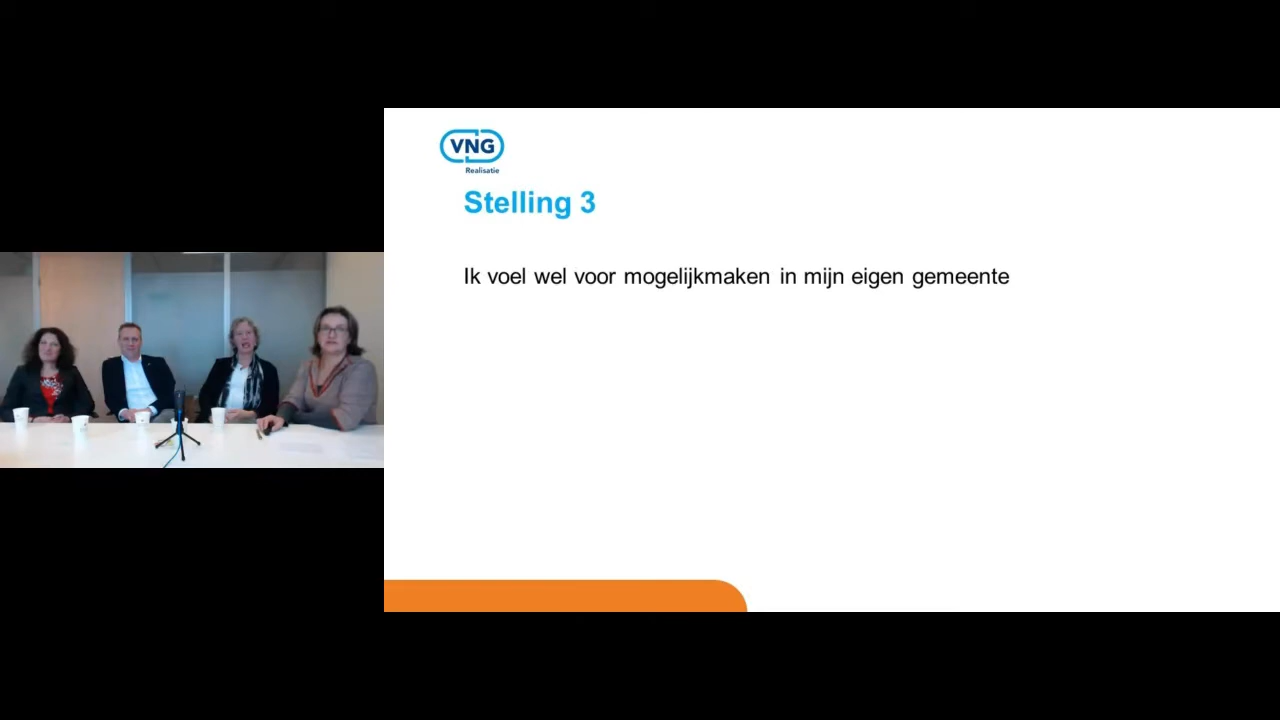 VNG
Realisatie
Stelling 3
Ik voel wel voor mogelijkmaken in mijn eigen gemeente